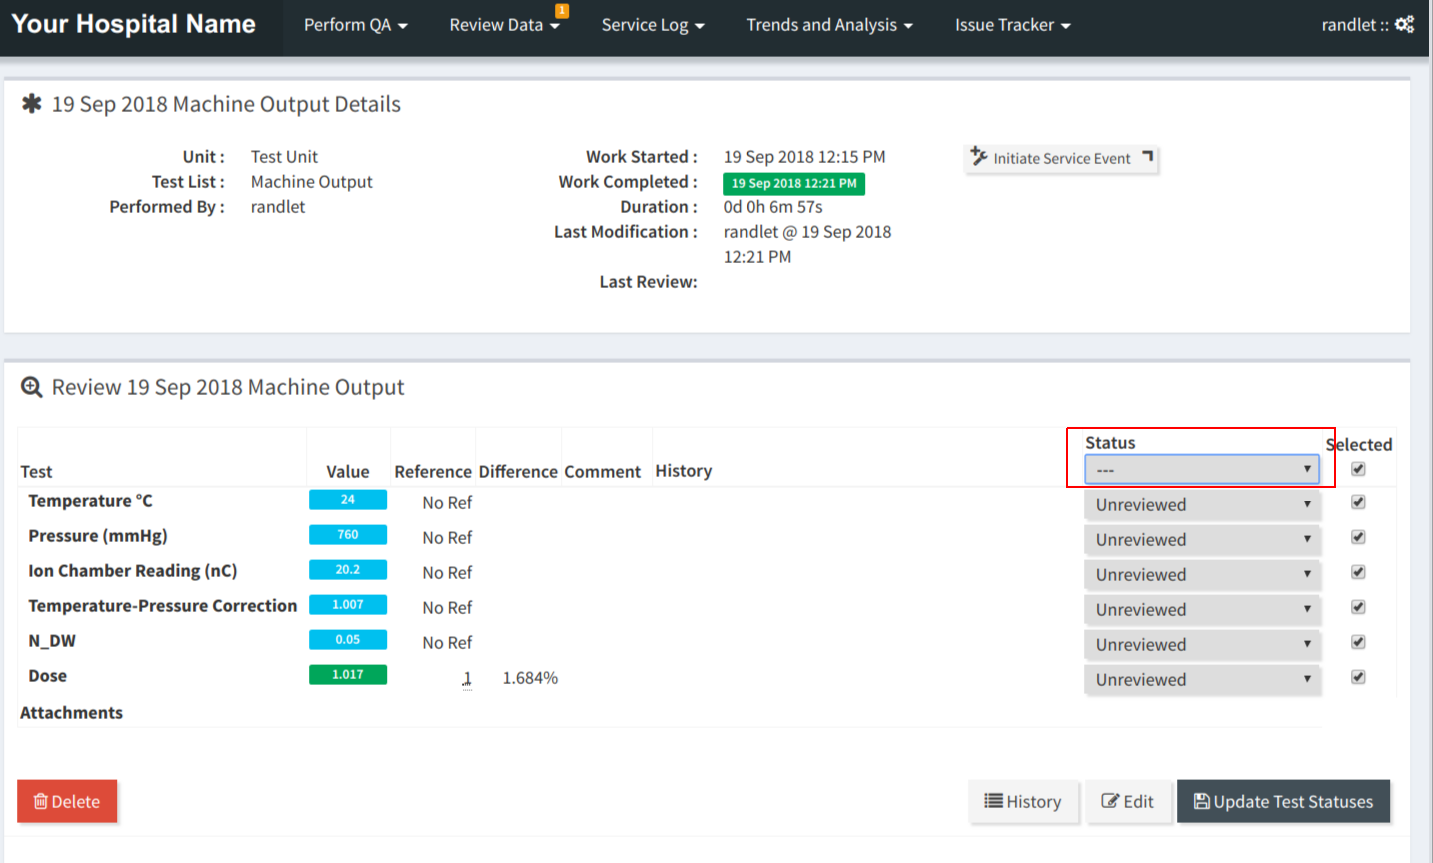 Your Hospital Name Perform QA Review Data 1 Service Log Trends and Analysis Issue Tracker randlet ::
19 Sep 2018 Machine Output Details
Unit : Test Unit Work Started : 19 Sep 2018 12:15 PM Initiate Service Event
Test List : Machine Output Work Completed : 19 Sep 2018 12:21 PM
Performed By : randlet Duration : 0d 0h 6m 57s
Last Modification : randlet @ 19 Sep 2018
12:21 PM
Last Review:
Review 19 Sep 2018 Machine Output
Status Selected
Test Value Reference Difference Comment History ---
Temperature °C 24 No Ref Unreviewed
Pressure (mmHg) 760 No Ref Unreviewed
Ion Chamber Reading (nC) 20.2 No Ref Unreviewed
Temperature-Pressure Correction 1.007 No Ref Unreviewed
N_DW 0.05 No Ref Unreviewed
Dose 1.017 1 1.684% Unreviewed
Attachments
Delete History Edit Update Test Statuses